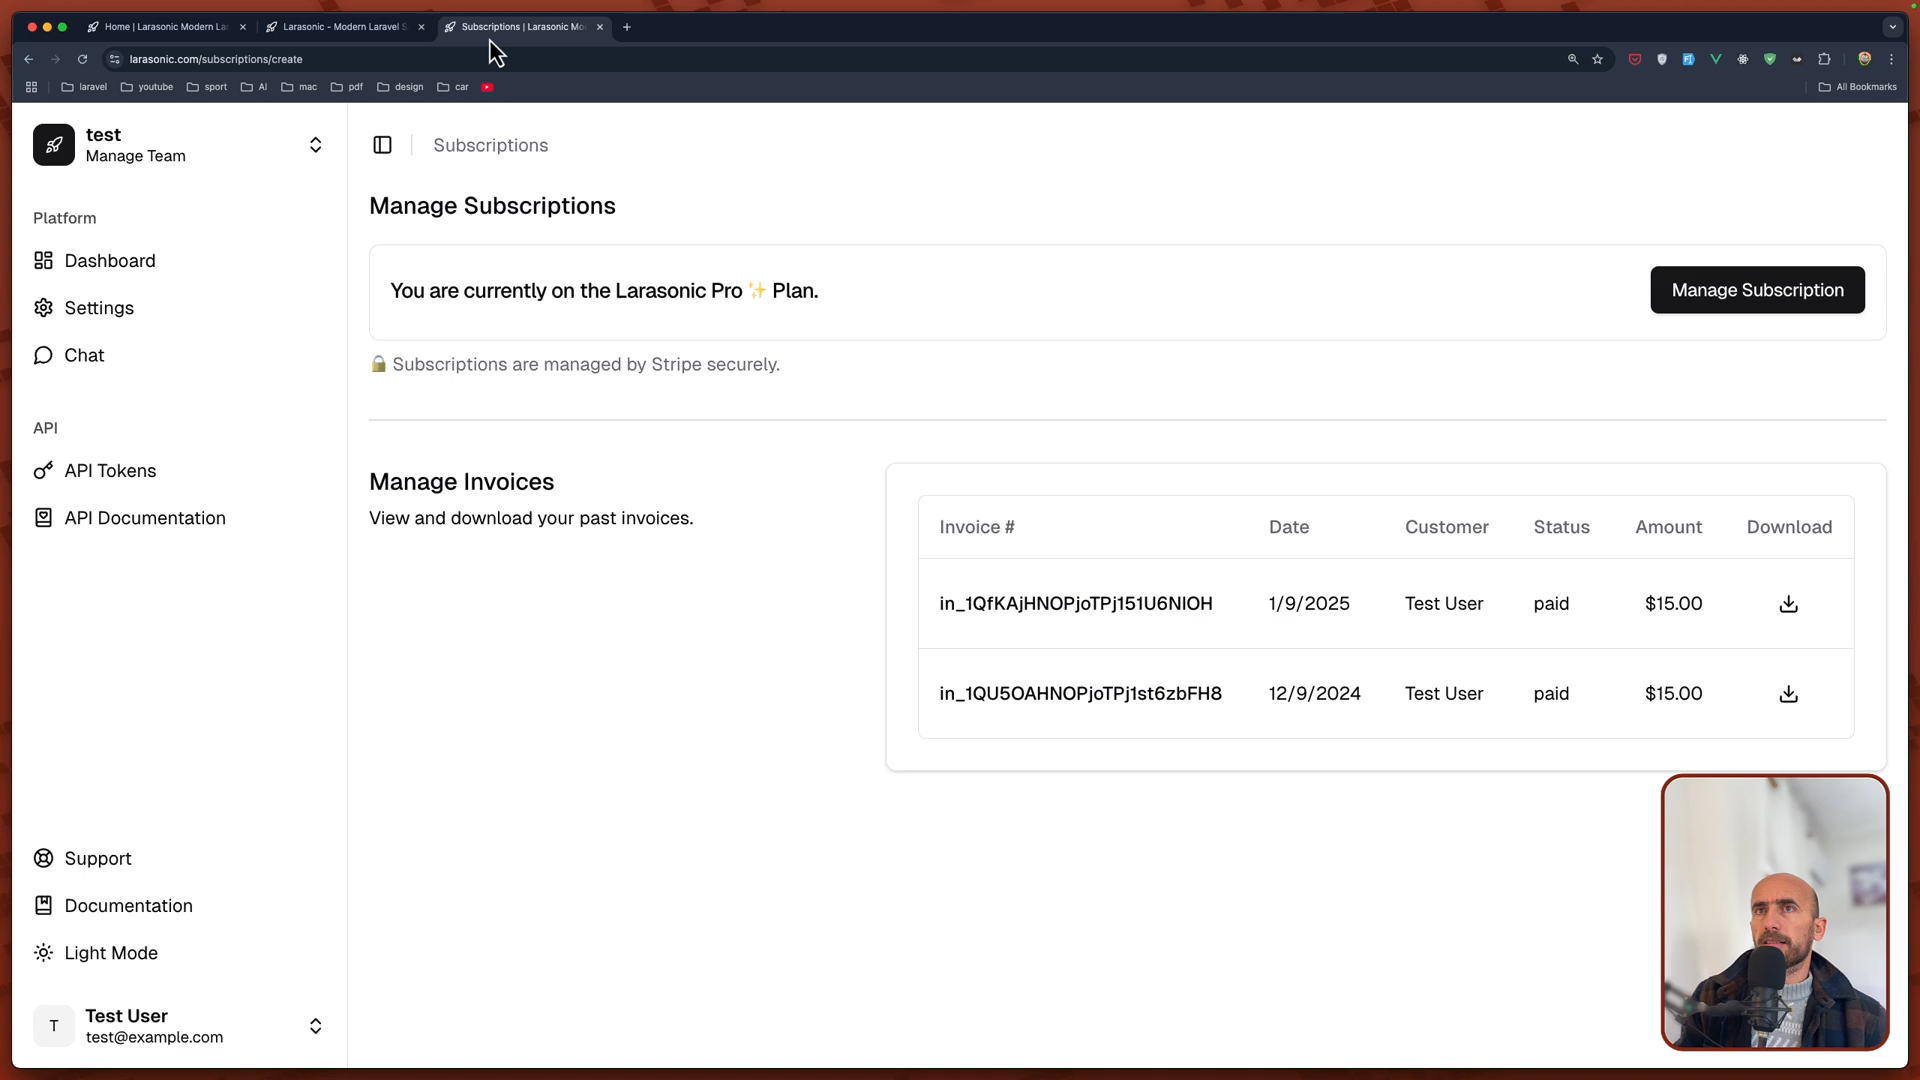 Home | Larasonic Modern La
Larasonic - Modern Laravel S
Subscriptions | Larasonic Mo
larasonic.com/subscriptions/create
laravel
youtube
sport
AI
mac
pdf
design
car
All Bookmarks
test
Manage Team
Platform
Dashboard
Settings
Chat
API
API Tokens
API Documentation
Support
Documentation
Light Mode
T
Test User
test@example.com
Subscriptions
Manage Subscriptions
You are currently on the Larasonic Pro ✨ Plan.
Manage Subscription
🔒 Subscriptions are managed by Stripe securely.
Manage Invoices
View and download your past invoices.
Invoice # Date Customer Status Amount Download
in_1QfKAjHNOPjoTPj151U6NlOH 1/9/2025 Test User paid $15.00
in_1QU5OAHNOPjoTPj1st6zbFH8 12/9/2024 Test User paid $15.00